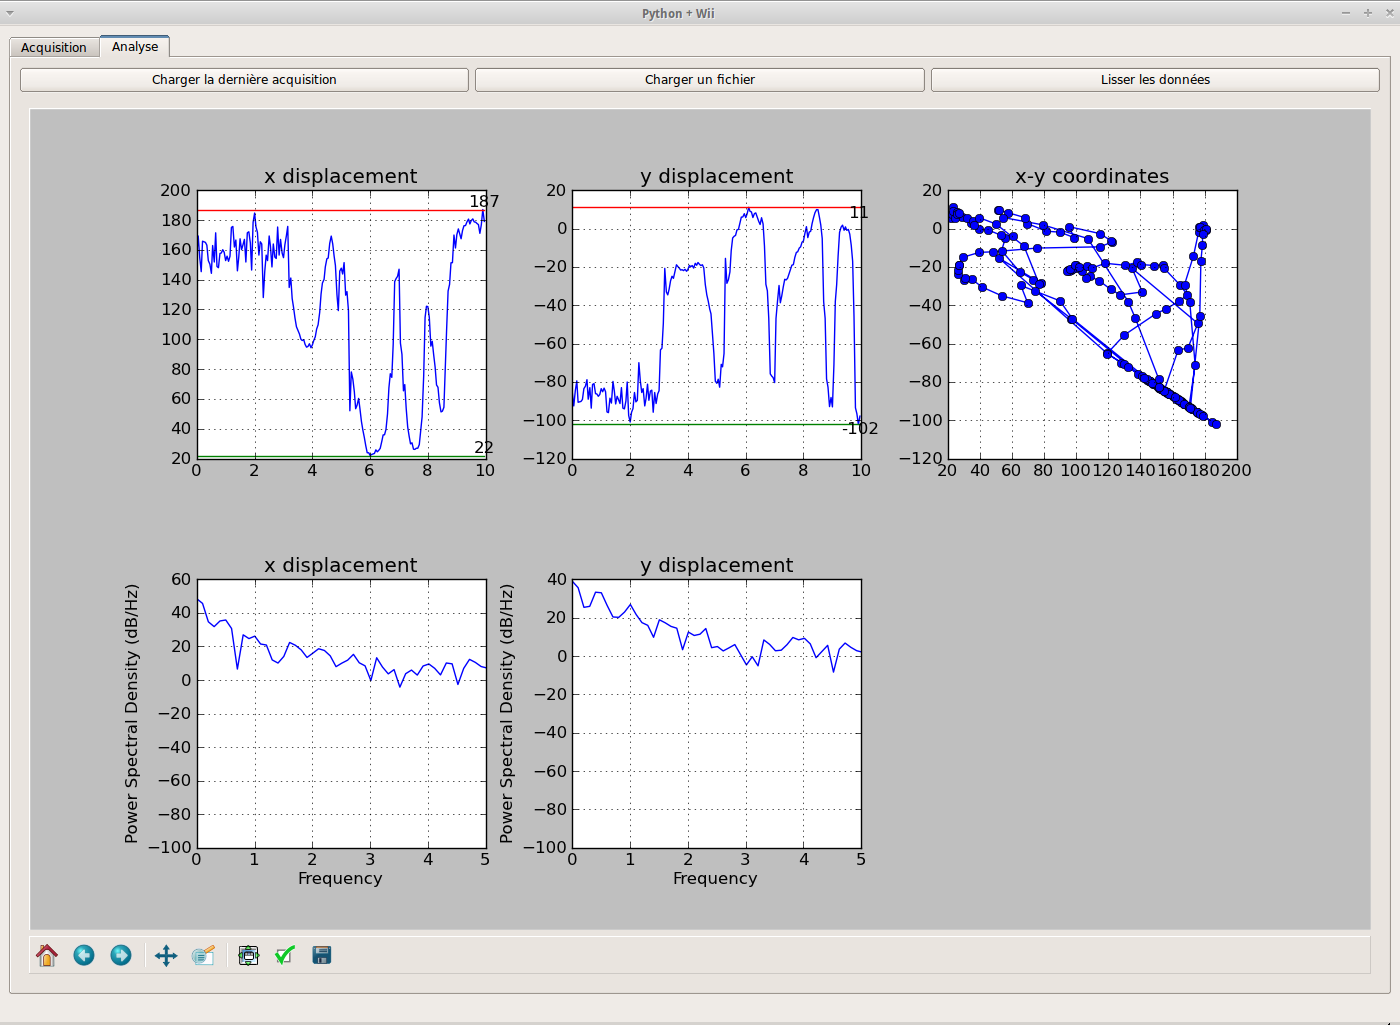 Python + Wii
Acquisition Analyse
Charger la dernière acquisition Charger un fichier Lisser les données
x displacement
200
180
160
140
120
100
80
60
40
20
0 2 4 6 8 10
187
22
y displacement
20
0
−20
−40
−60
−80
−100
−120
0 2 4 6 8 10
11
-102
x-y coordinates
20
0
−20
−40
−60
−80
−100
−120
20 40 60 80 100 120 140 160 180 200
x displacement
Power Spectral Density (dB/Hz)
60
40
20
0
−20
−40
−60
−80
−100
0 1 2 3 4 5
Frequency
y displacement
Power Spectral Density (dB/Hz)
40
20
0
−20
−40
−60
−80
−100
0 1 2 3 4 5
Frequency